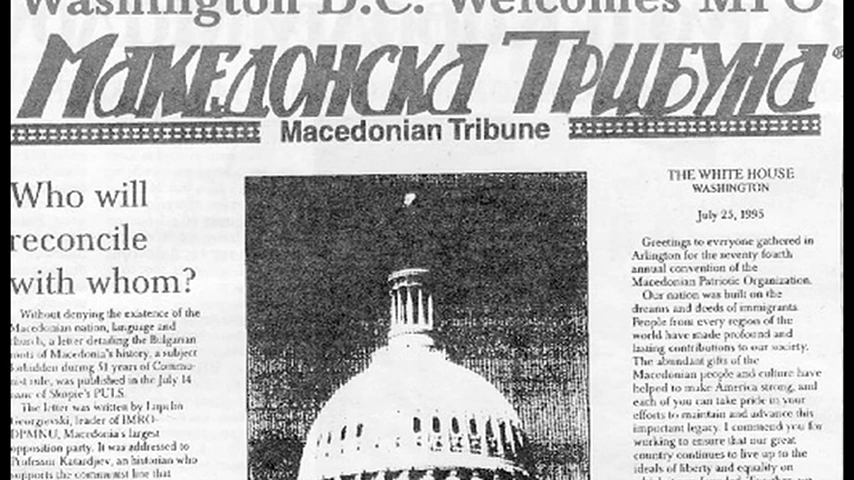 Washington D.C. Welcomes MPO
Македонска Трибуна®
Macedonian Tribune
Who will
reconcile
with whom?
Without denying the existence of the
Macedonian nation, language and
church, a letter detailing the Bulgarian
roots of Macedonia's history, a subject
forbidden during 51 years of Commu-
nist rule, was published in the July 14
issue of Skopie's PULS.
The letter was written by Lupcho
Georgievski, leader of IMRO-
DPMNU, Macedonia's largest
opposition party. It was addressed to
Professor Katardjiev, an historian who
supports the communist line that
THE WHITE HOUSE
WASHINGTON
July 25, 1995
Greetings to everyone gathered in
Arlington for the seventy fourth
annual convention of the
Macedonian Patriotic Organization.
Our nation was built on the
dreams and deeds of immigrants.
People from every region of the
world have made profound and
lasting contributions to our society.
The abundant gifts of the
Macedonian people and culture have
helped to make America strong, and
each of you can take pride in your
efforts to maintain and advance this
important legacy. I commend you for
working to ensure that our great
country continues to live up to the
ideals of liberty and equality on